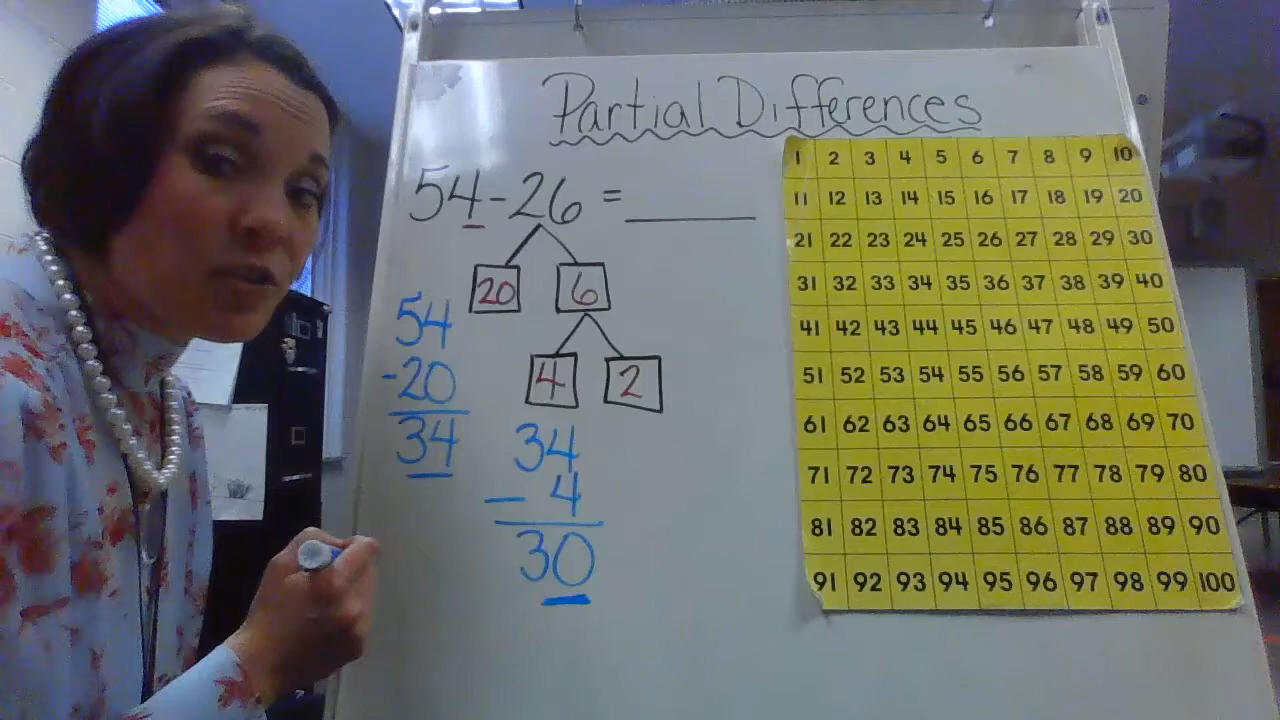 Partial Differences
54-26 = ______
20 6
4 2
54
-20
34
34
- 4
30
1 2 3 4 5 6 7 8 9 10
11 12 13 14 15 16 17 18 19 20
21 22 23 24 25 26 27 28 29 30
31 32 33 34 35 36 37 38 39 40
41 42 43 44 45 46 47 48 49 50
51 52 53 54 55 56 57 58 59 60
61 62 63 64 65 66 67 68 69 70
71 72 73 74 75 76 77 78 79 80
81 82 83 84 85 86 87 88 89 90
91 92 93 94 95 96 97 98 99 100